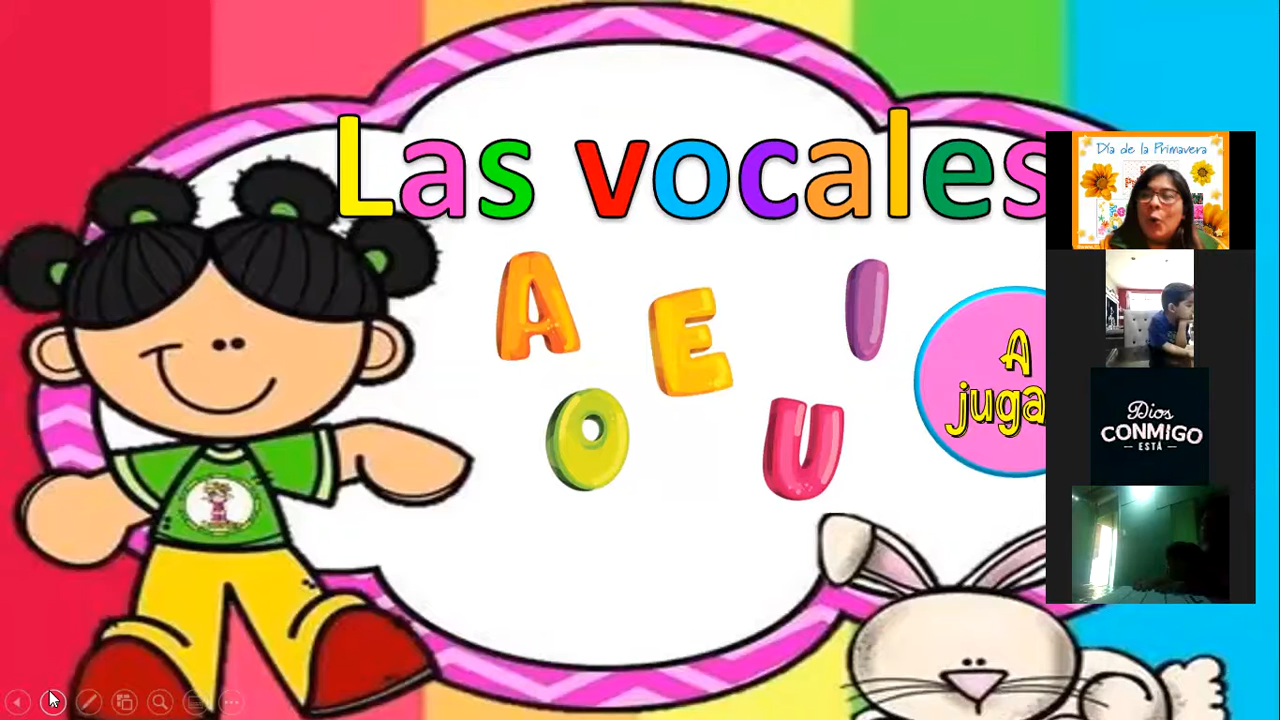 Las vocales
A E I
O U
A
juga
Día de la Primavera
Dios
CONMIGO
ESTÁ